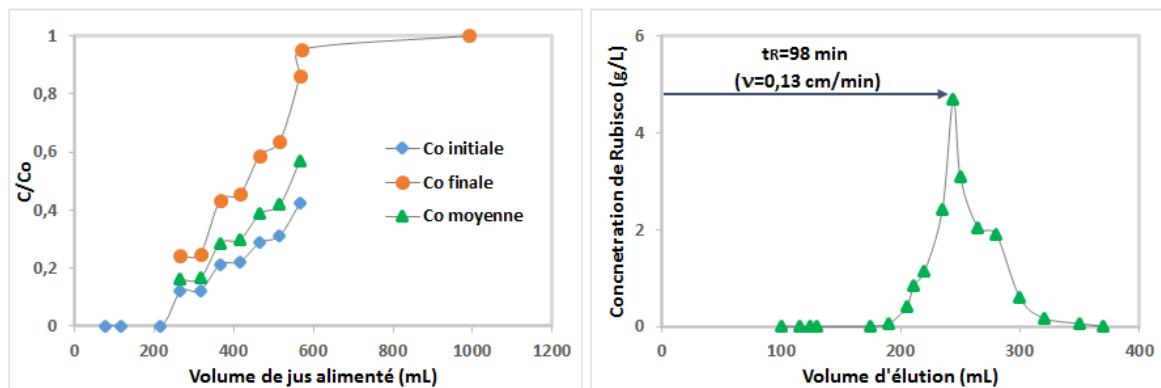 1
0,8
0,6
0,4
0,2
0
C/Co
0 200 400 600 800 1000 1200
Volume de jus alimenté (mL)
Co initiale
Co finale
Co moyenne
6
4
2
0
Concnetration de Rubisco (g/L)
tR=98 min
(v=0,13 cm/min)
0 100 200 300 400
Volume d'élution (mL)